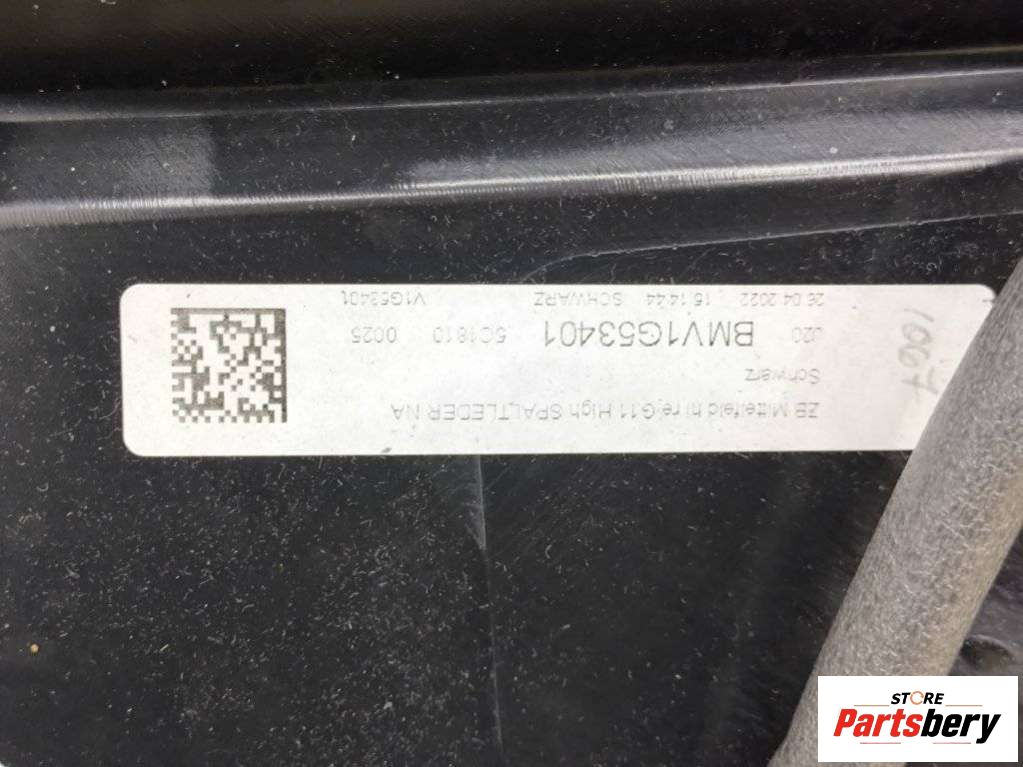 ZB Mittelfeld hi re G11 High SPALTLEDER NA
Schwarz
J20 BMV1G53401 5C1810 0025
26.04.2022 15:14:44 SCHWARZ V1G53401
STORE
Partsbery